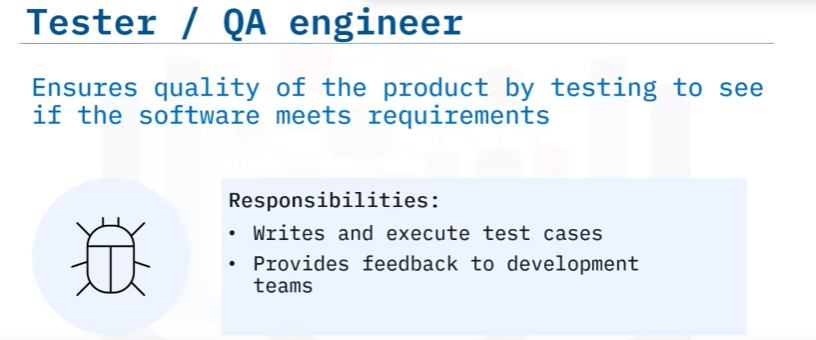 Tester / QA engineer
Ensures quality of the product by testing to see
if the software meets requirements
Responsibilities:
• Writes and execute test cases
• Provides feedback to development
teams